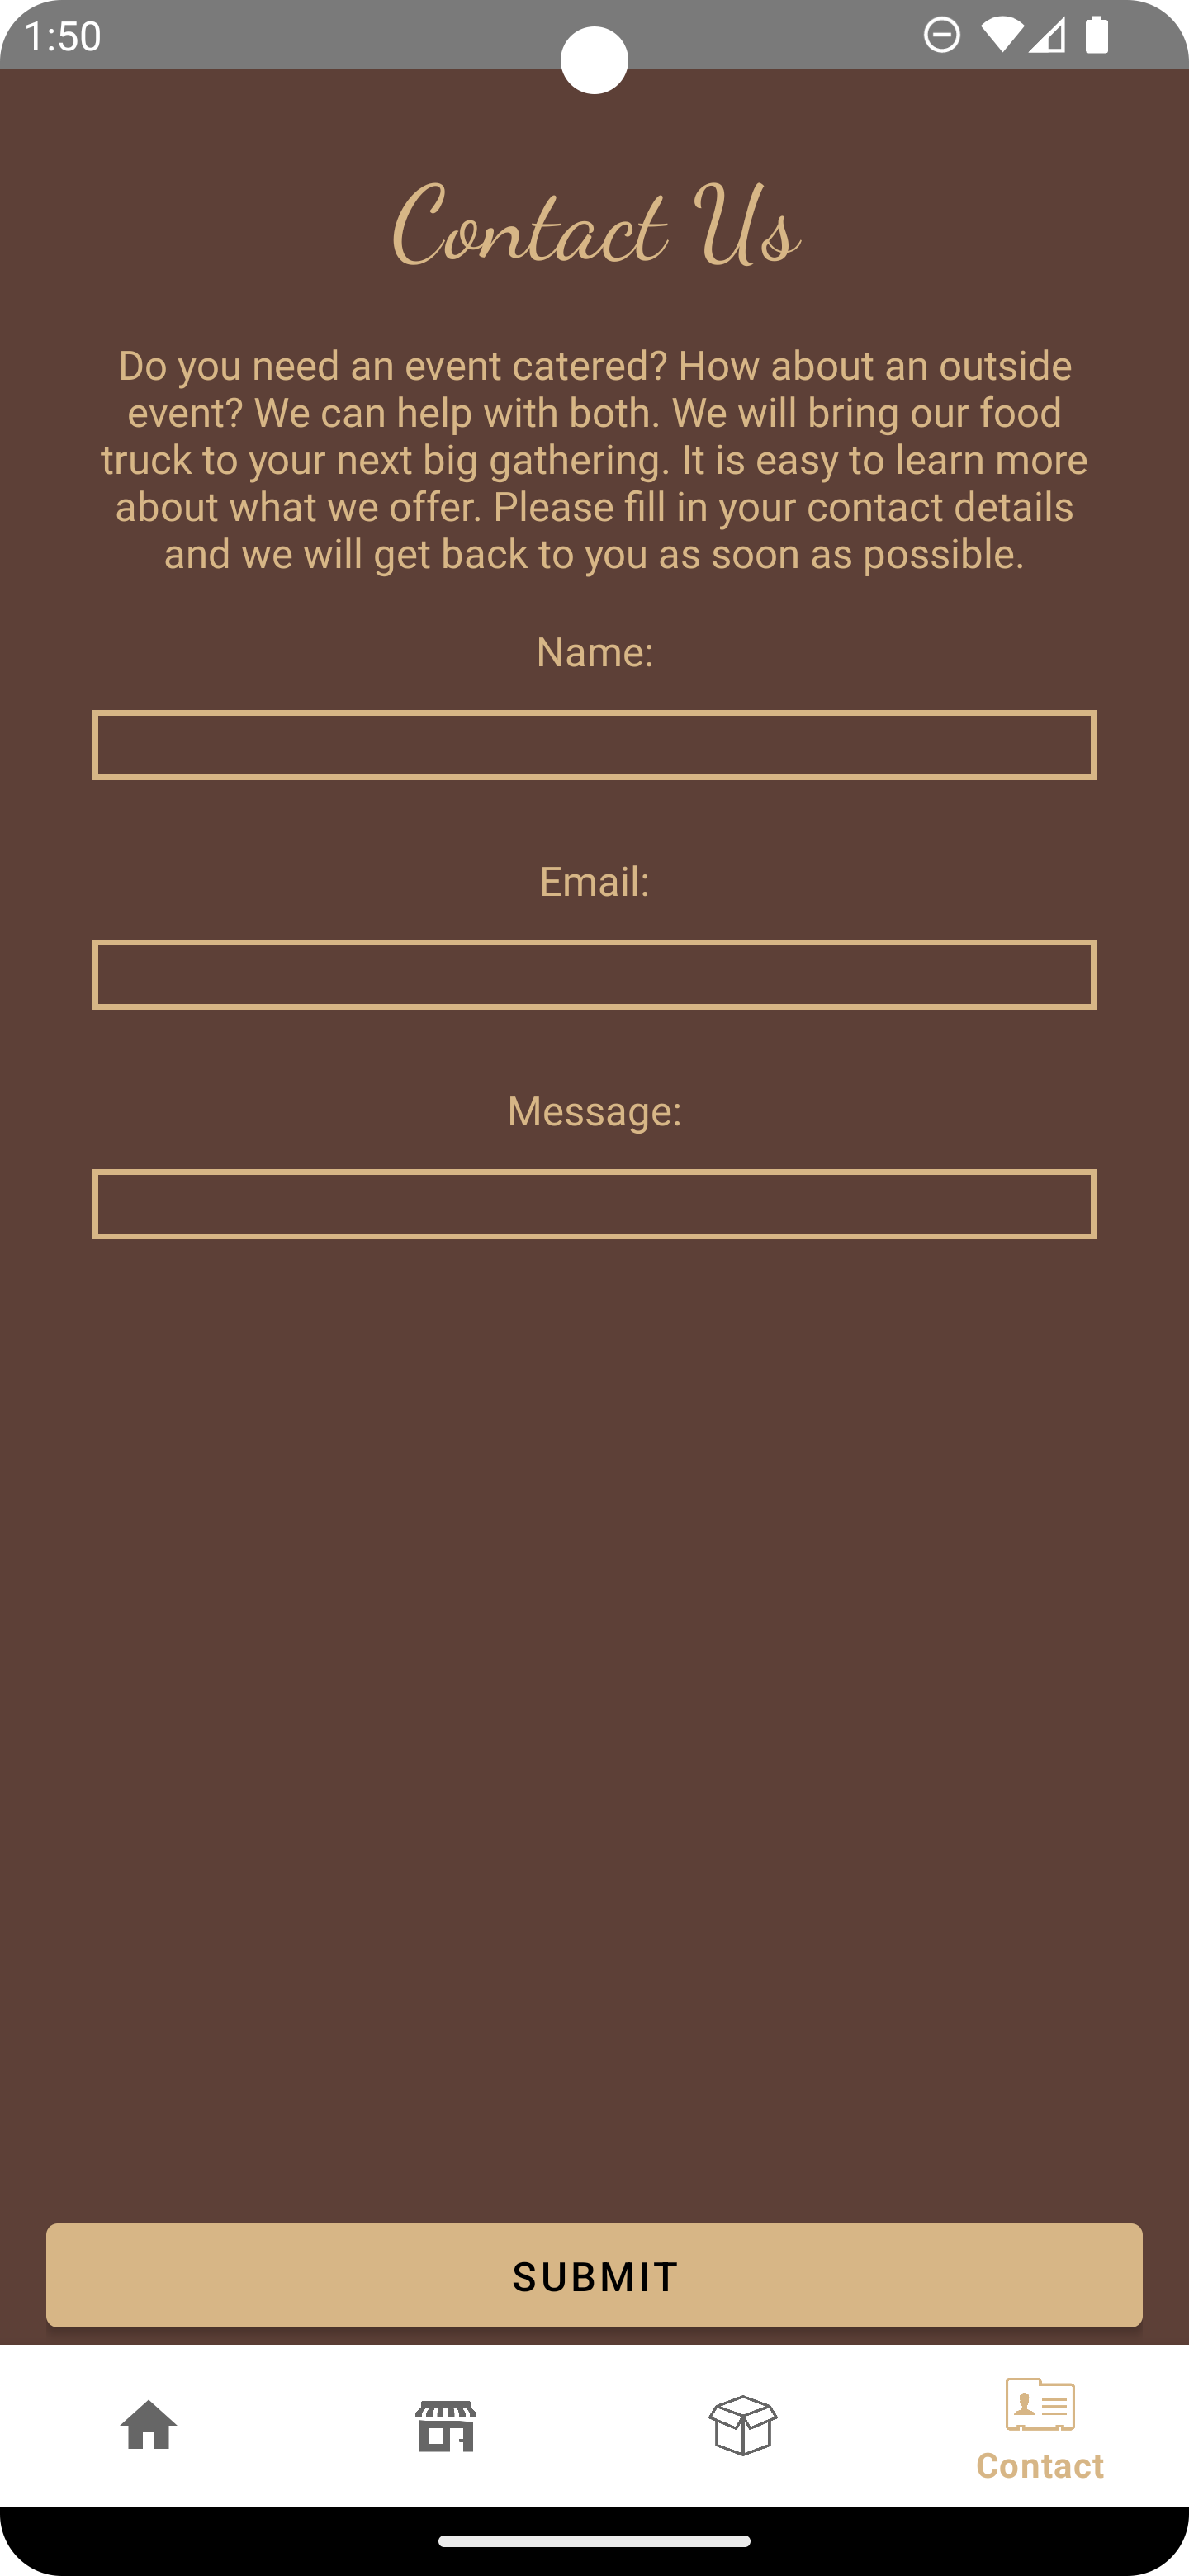 1:50
Contact Us
Do you need an event catered? How about an outside
event? We can help with both. We will bring our food
truck to your next big gathering. It is easy to learn more
about what we offer. Please fill in your contact details
and we will get back to you as soon as possible.
Name:
Email:
Message:
SUBMIT
Contact